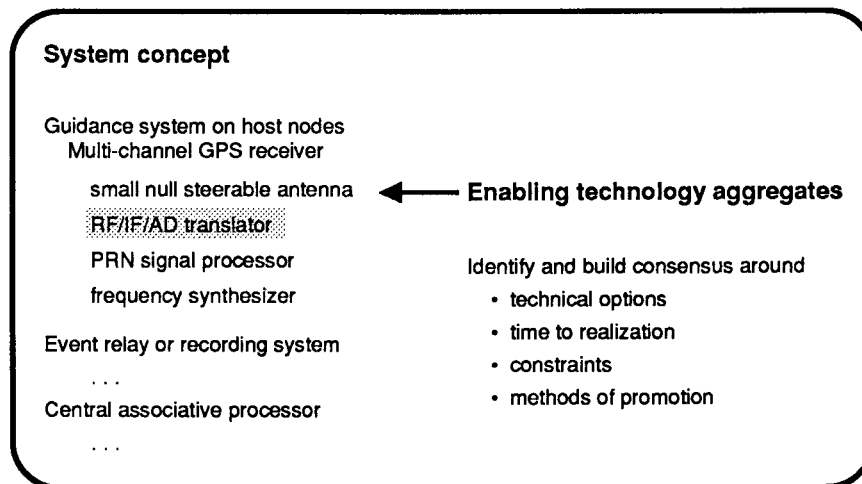 System concept
Guidance system on host nodes
Multi-channel GPS receiver
small null steerable antenna
RF/IF/AD translator
PRN signal processor
frequency synthesizer
Event relay or recording system
. . .
Central associative processor
. . .
Enabling technology aggregates
Identify and build consensus around
• technical options
• time to realization
• constraints
• methods of promotion